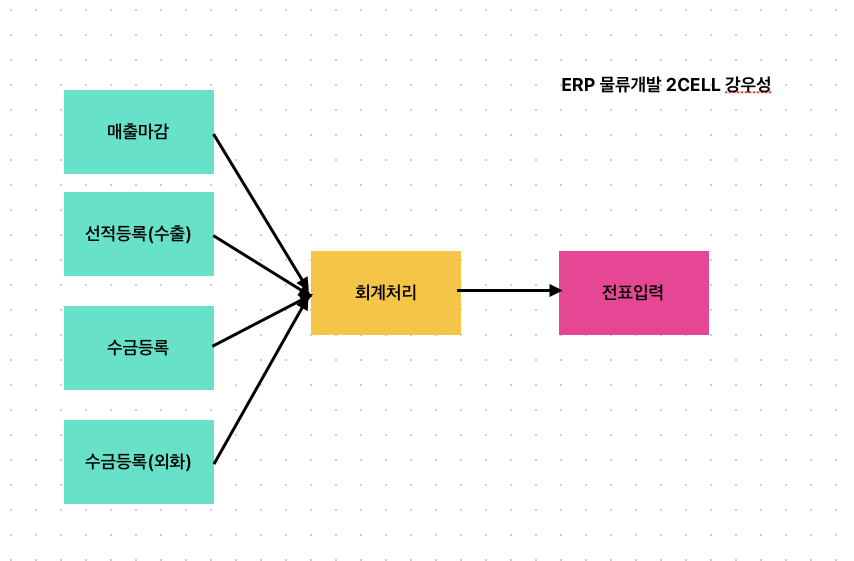 ERP 물류개발 2CELL 강우성
매출마감
선적등록(수출)
회계처리
전표입력
수금등록
수금등록(외화)